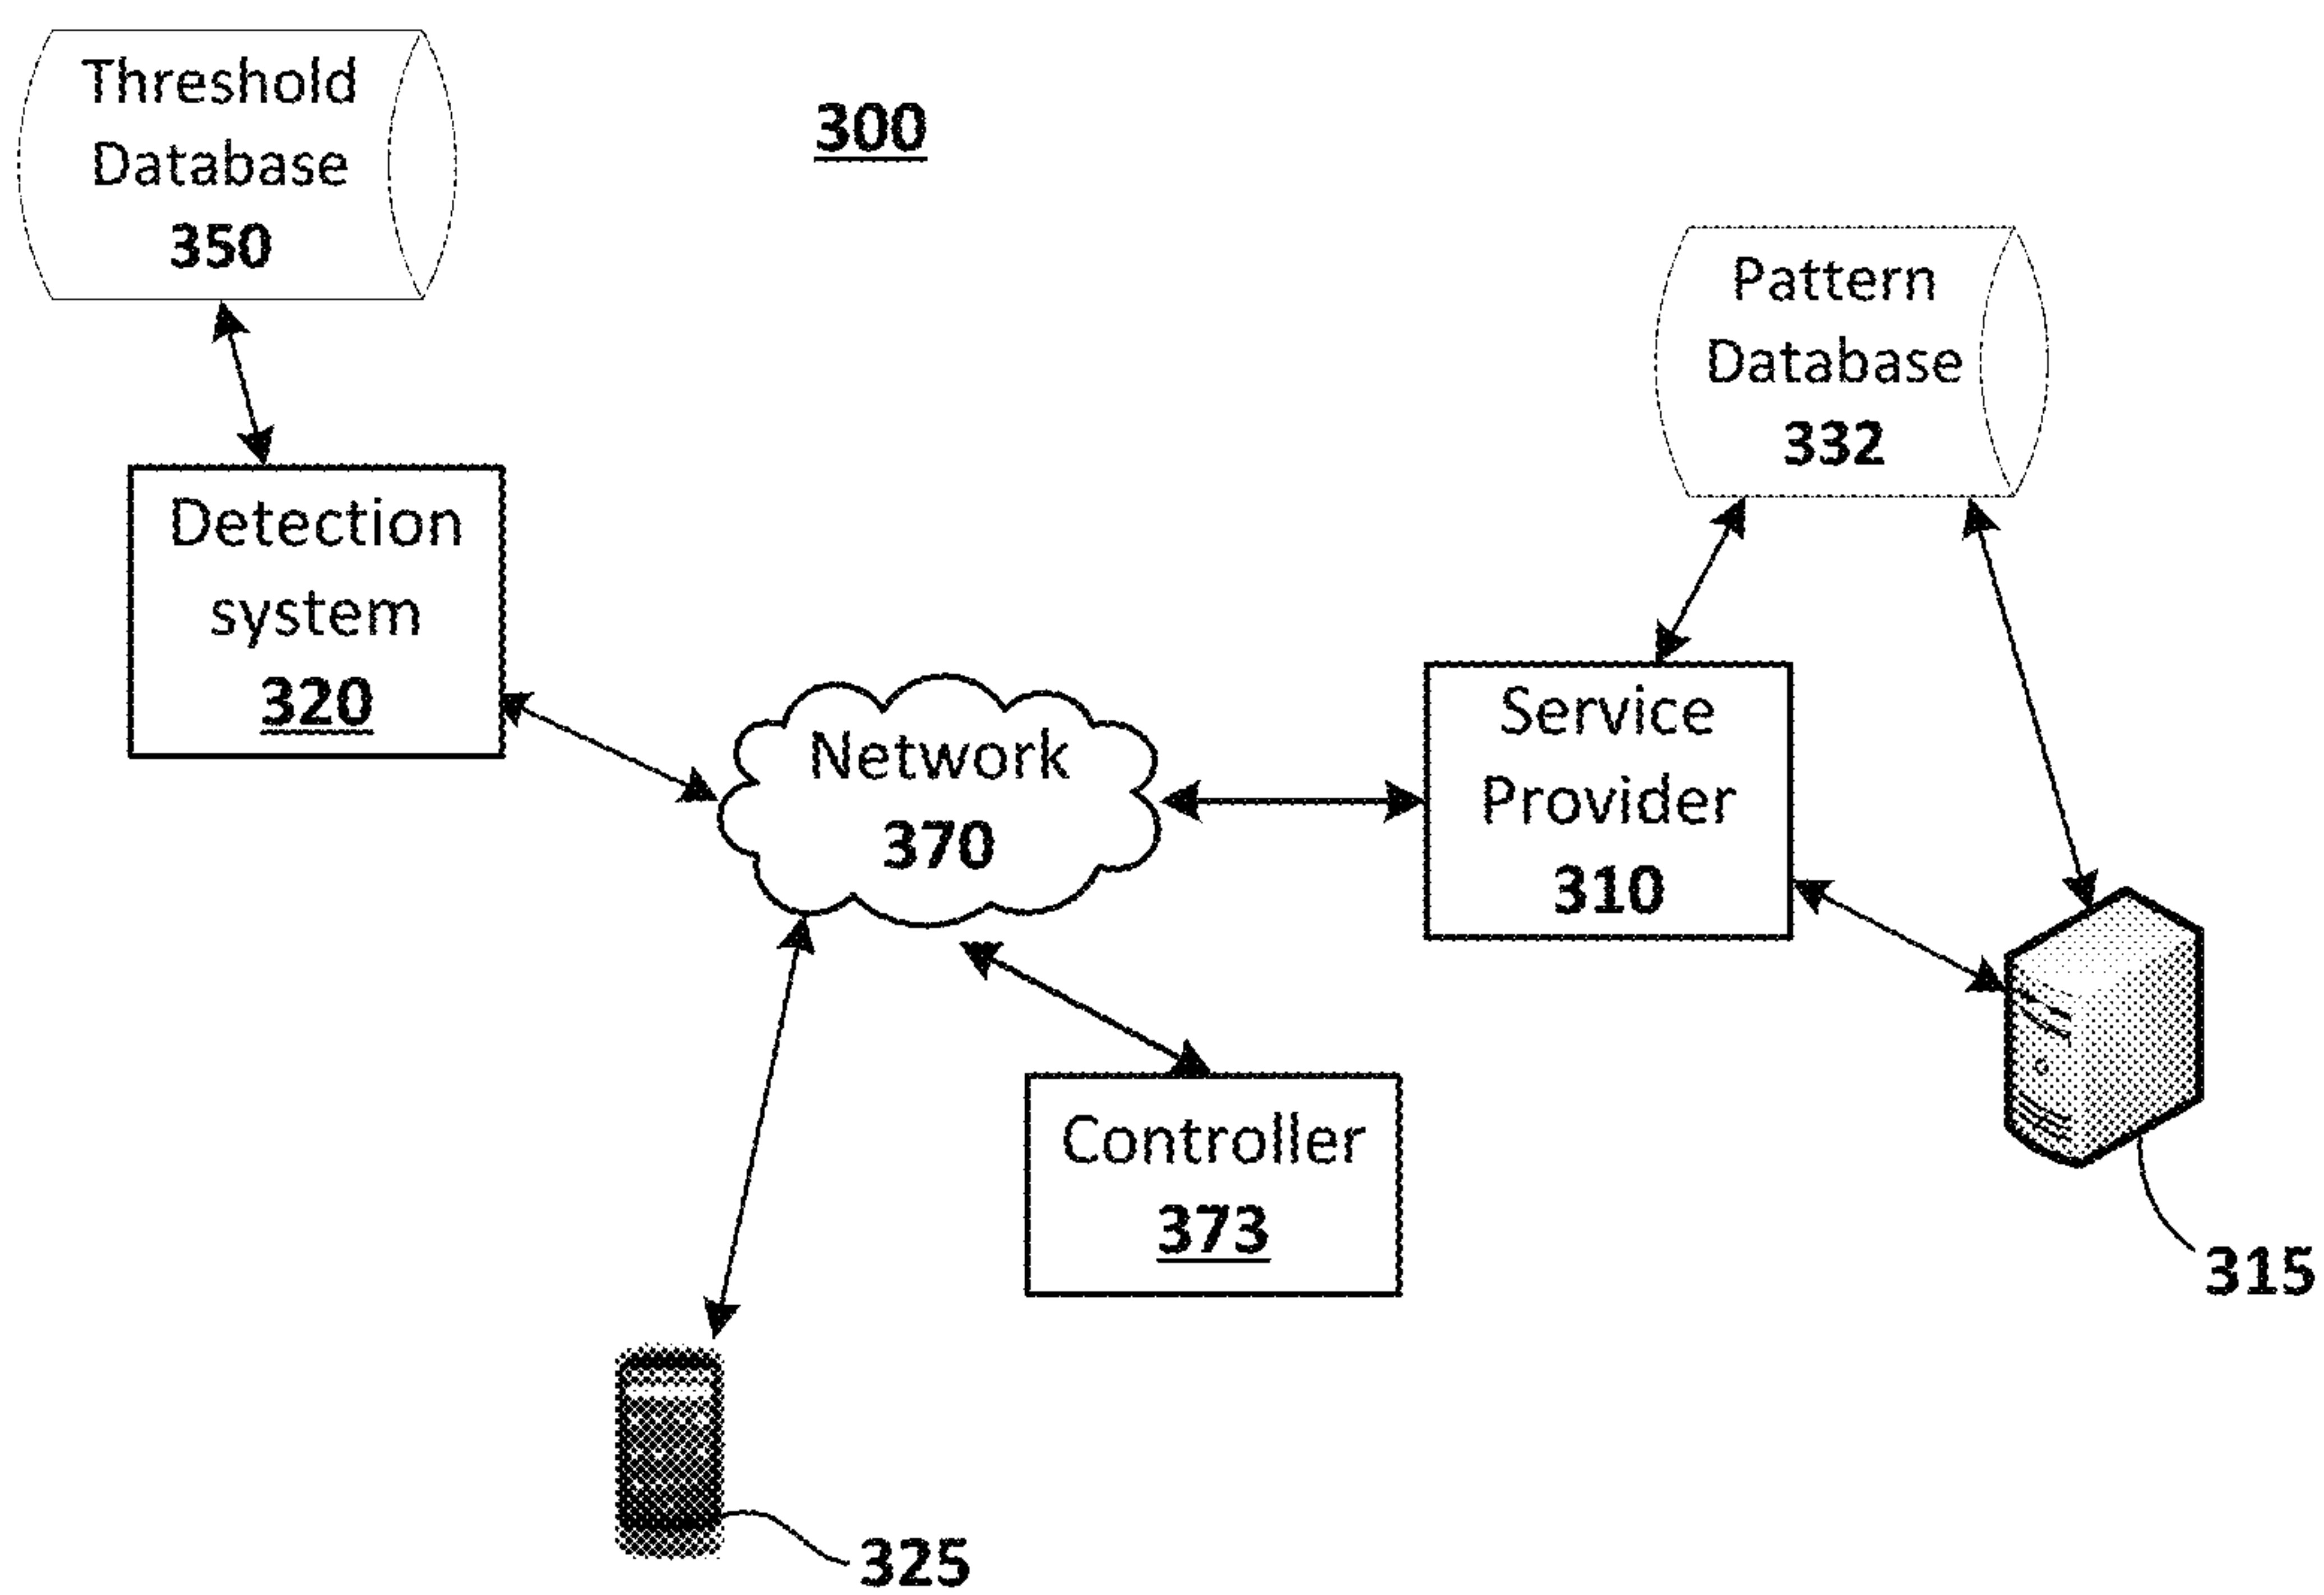 Threshold
Database
350
300
Pattern
Database
332
Detection
system
320
Network
370
Service
Provider
310
Controller
373
315
325